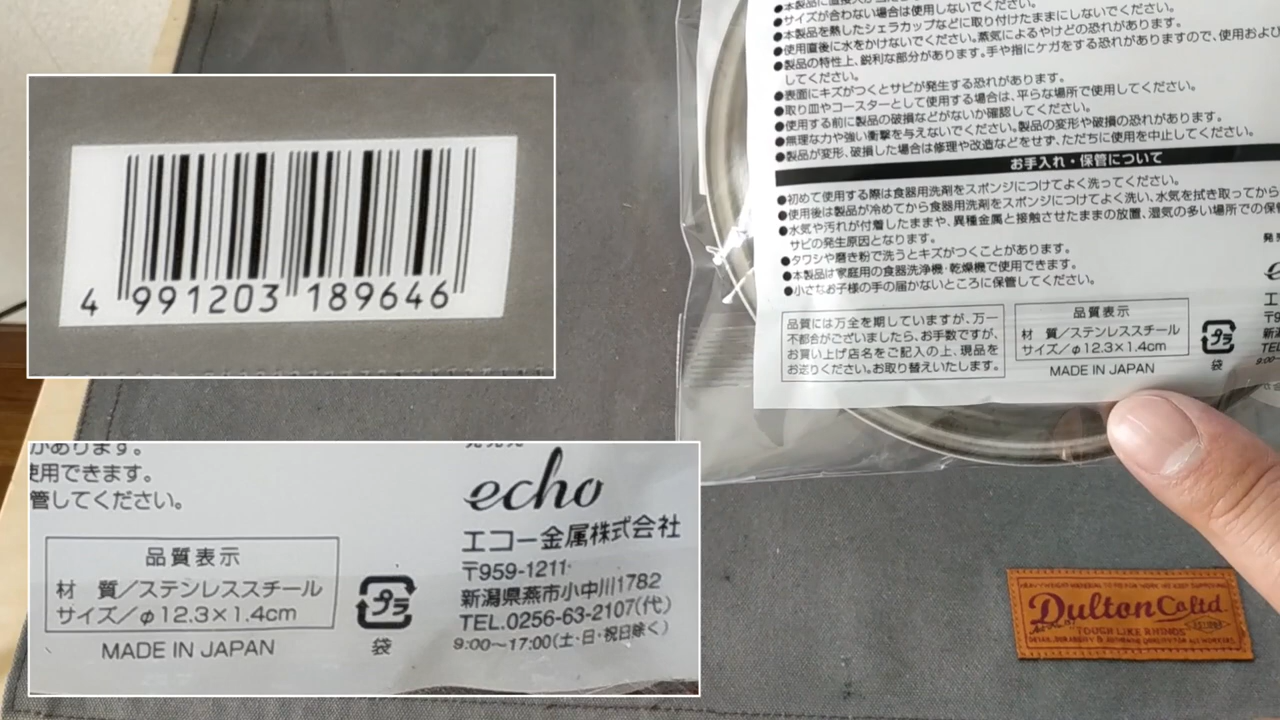 4 991203 189646
があります。
使用できます。
管してください。
品質表示
材 質／ステンレススチール
サイズ／φ12.3×1.4cm
MADE IN JAPAN
プラ
袋
echo
エコー金属株式会社
〒959-1211
新潟県燕市小中川1782
TEL.0256-63-2107(代)
9:00〜17:00(土・日・祝日除く)
●サイズが合わない場合は使用しないでください。
●本製品を熱したシェラカップなどに取り付けたままにしないでください。
●使用直後に水をかけないでください。蒸気によるやけどの恐れがあります。
●製品の特性上、鋭利な部分があります。手や指にケガをする恐れがありますので、使用および
してください。
●表面にキズがつくとサビが発生する恐れがあります。
●取り皿やコースターとして使用する場合は、平らな場所で使用してください。
●使用する前に製品の破損などがないか確認してください。
●無理な力や強い衝撃を与えないでください。製品の変形や破損の恐れがあります。
●製品が変形、破損した場合は修理や改造などをせず、ただちに使用を中止してください。
お手入れ・保管について
●初めて使用する際は食器用洗剤をスポンジにつけてよく洗ってください。
●使用後は製品が冷めてから食器用洗剤をスポンジにつけてよく洗い、水気を拭き取ってから
●水気や汚れが付着したままや、異種金属と接触させたままの放置、湿気の多い場所での保
サビの発生原因となります。
●タワシや磨き粉で洗うとキズがつくことがあります。
●本製品は家庭用の食器洗浄機・乾燥機で使用できます。
●小さなお子様の手の届かないところに保管してください。
品質には万全を期していますが、万一
不都合がございましたら、お手数ですが、
お買い上げ店名をご記入の上、現品を
お送りください。お取り替えいたします。
品質表示
材 質／ステンレススチール
サイズ／φ12.3×1.4cm
MADE IN JAPAN
プラ
袋
エ
〒9
新潟
TEL
9:00
Dulton Co ltd.
TOUGH LIKE RHINOS